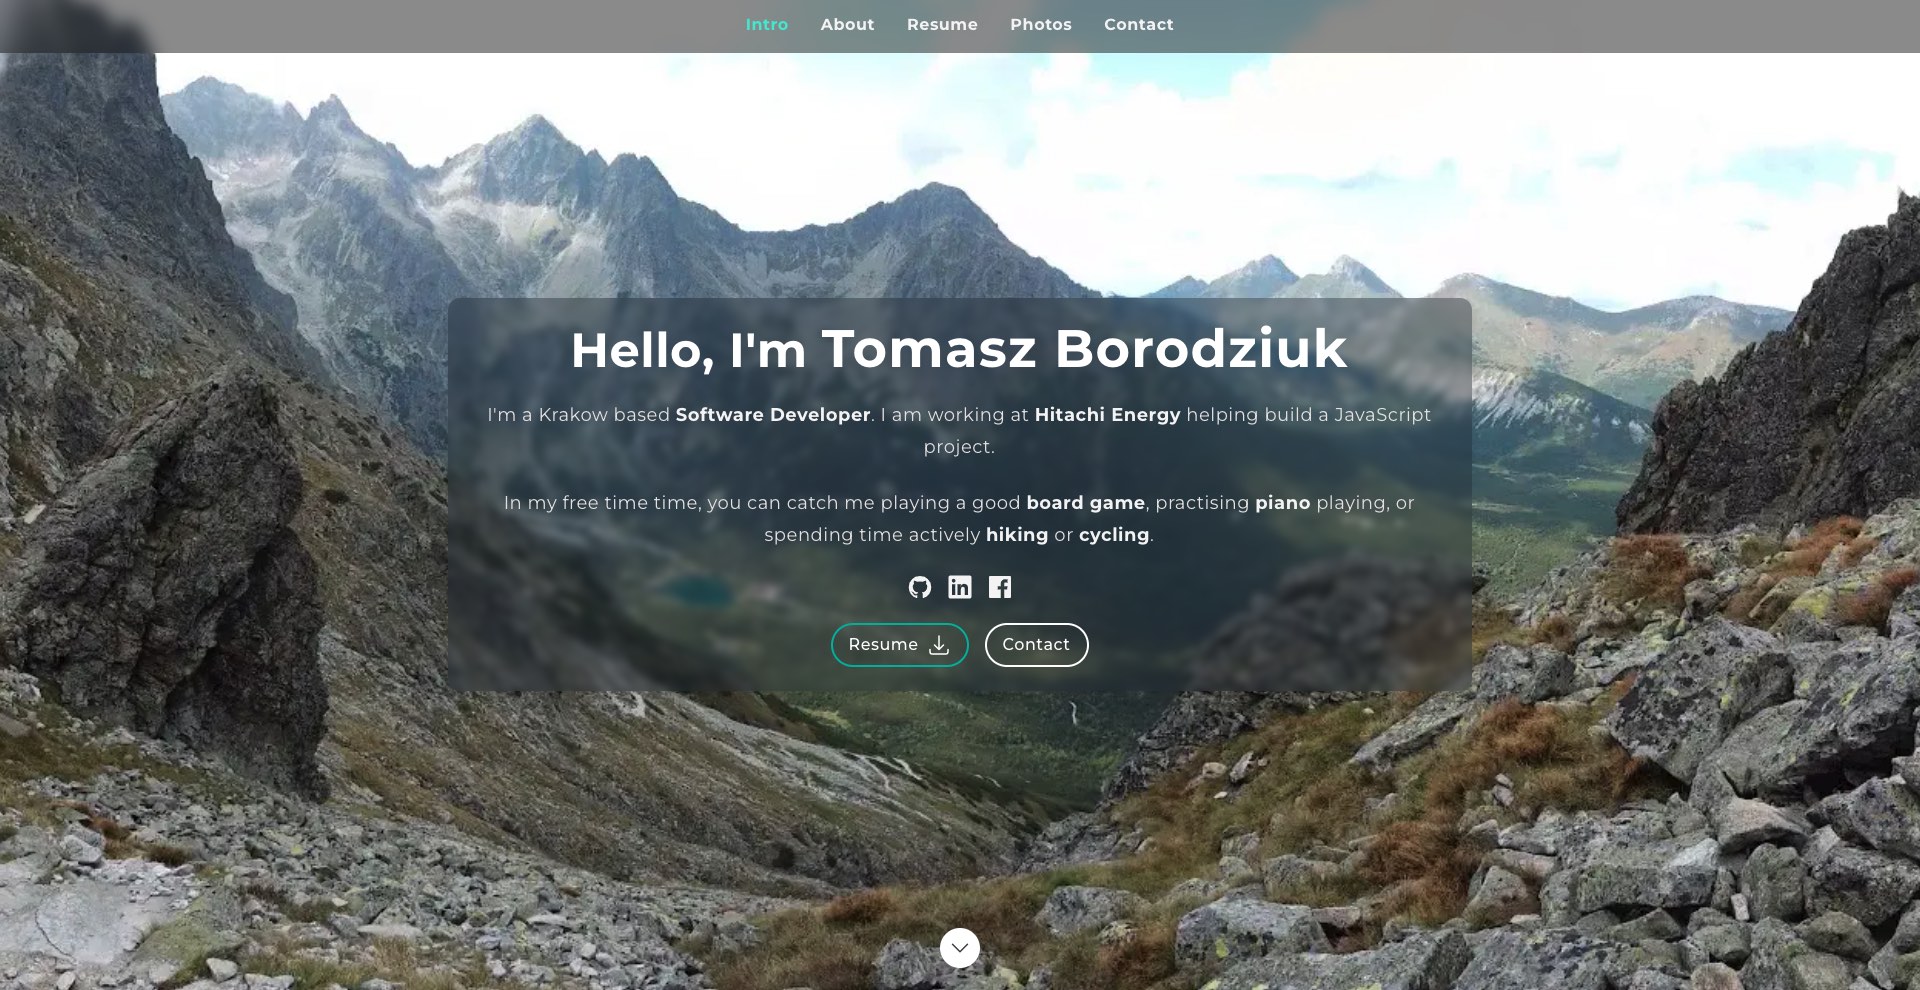 Intro About Resume Photos Contact
Hello, I'm Tomasz Borodziuk
I'm a Krakow based Software Developer. I am working at Hitachi Energy helping build a JavaScript
project.
In my free time time, you can catch me playing a good board game, practising piano playing, or
spending time actively hiking or cycling.
in
Resume
Contact